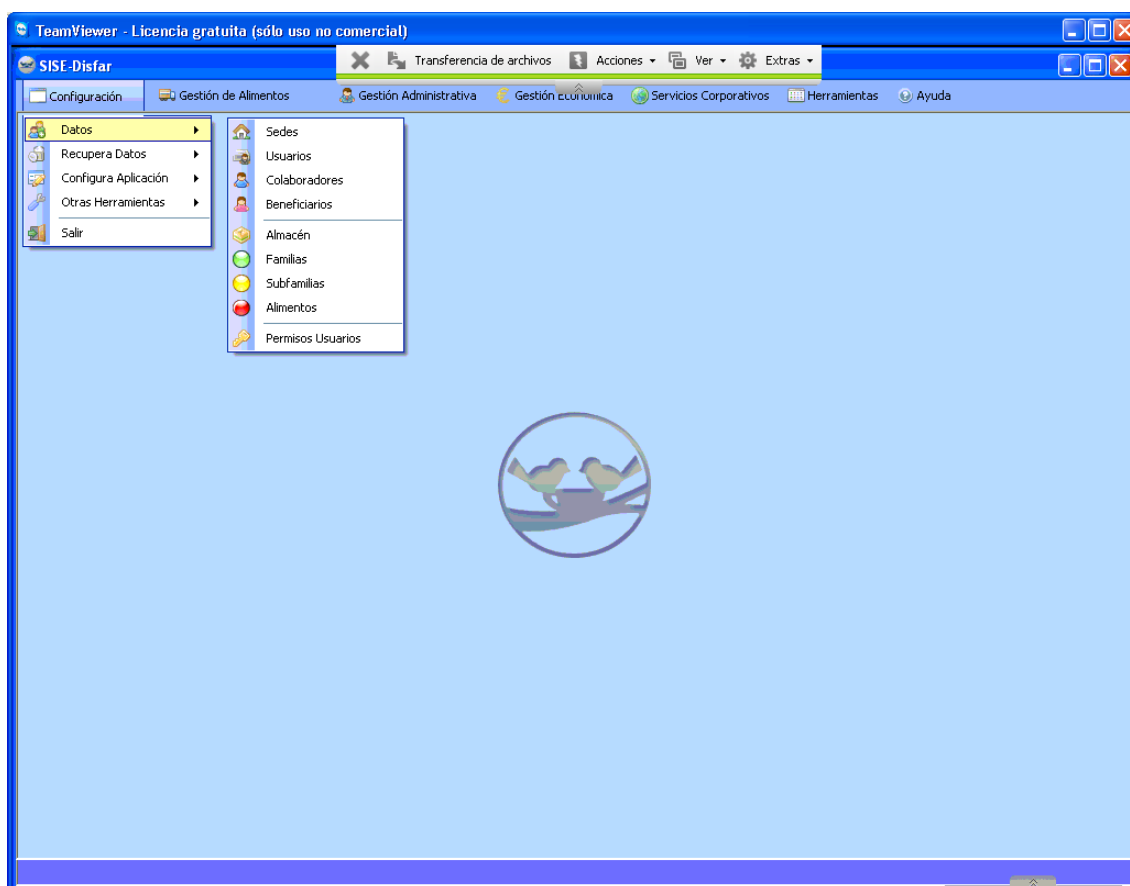 TeamViewer - Licencia gratuita (sólo uso no comercial)
SISE-Disfar
Transferencia de archivos Acciones Ver Extras
Configuración Gestión de Alimentos Gestión Administrativa Gestión Económica Servicios Corporativos Herramientas Ayuda
Datos
Recupera Datos
Configura Aplicación
Otras Herramientas
Salir
Sedes
Usuarios
Colaboradores
Beneficiarios
Almacén
Familias
Subfamilias
Alimentos
Permisos Usuarios